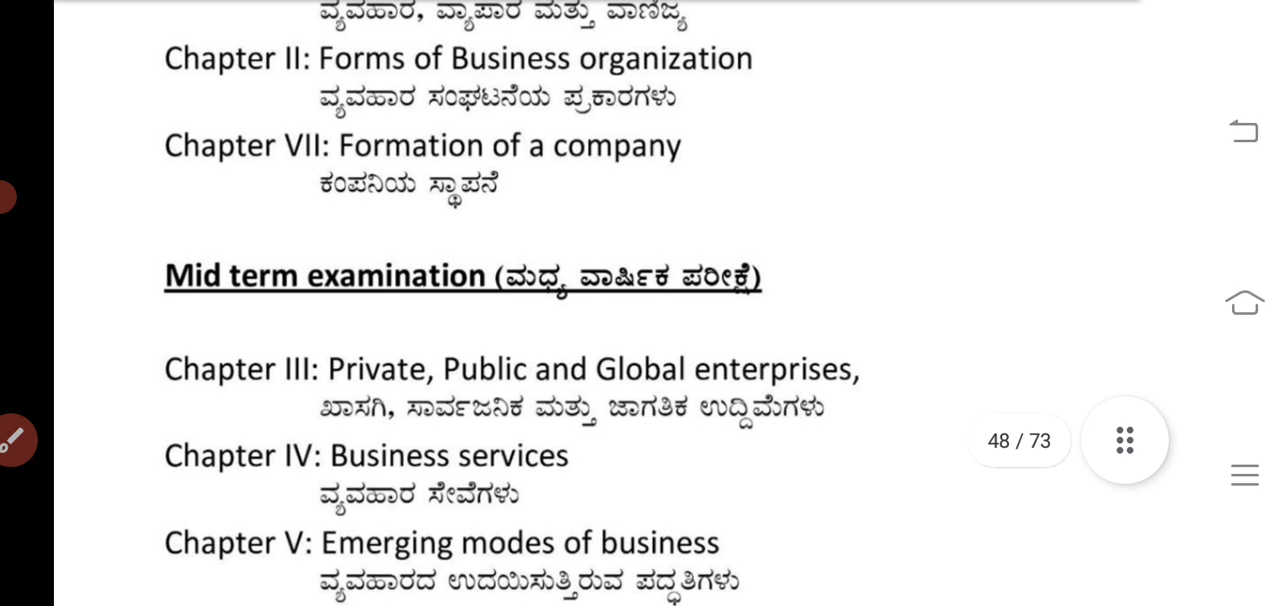 ವ್ಯವಹಾರ, ವ್ಯಾಪಾರ ಮತ್ತು ವಾಣಿಜ್ಯ
Chapter II: Forms of Business organization
ವ್ಯವಹಾರ ಸಂಘಟನೆಯ ಪ್ರಕಾರಗಳು
Chapter VII: Formation of a company
ಕಂಪನಿಯ ಸ್ಥಾಪನೆ
Mid term examination (ಮಧ್ಯ ವಾರ್ಷಿಕ ಪರೀಕ್ಷೆ)
Chapter III: Private, Public and Global enterprises,
ಖಾಸಗಿ, ಸಾರ್ವಜನಿಕ ಮತ್ತು ಜಾಗತಿಕ ಉದ್ದಿಮೆಗಳು
48 / 73
Chapter IV: Business services
ವ್ಯವಹಾರ ಸೇವೆಗಳು
Chapter V: Emerging modes of business
ವ್ಯವಹಾರದ ಉದಯಿಸುತ್ತಿರುವ ಪದ್ಧತಿಗಳು